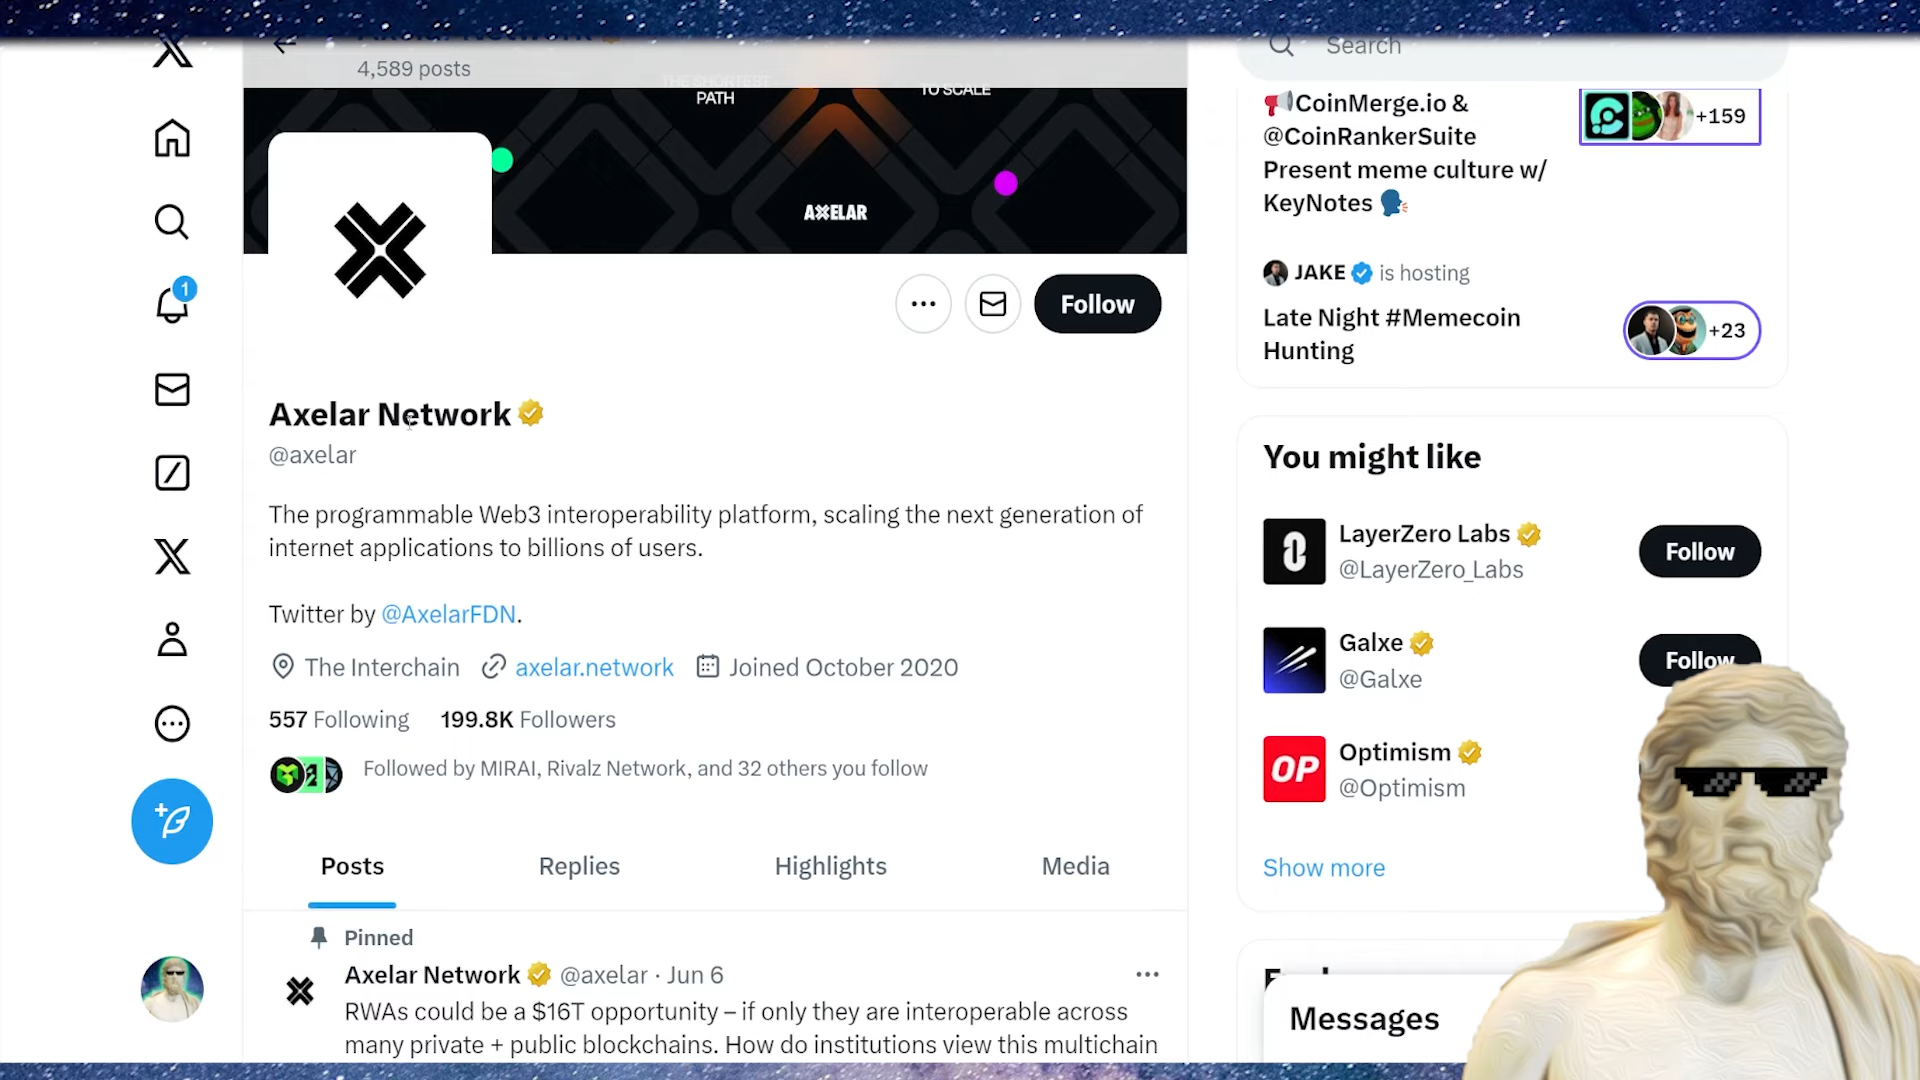 4,589 posts
THE SHORTEST
PATH
TO SCALE
AXELAR
Follow
Axelar Network
@axelar
The programmable Web3 interoperability platform, scaling the next generation of
internet applications to billions of users.
Twitter by @AxelarFDN.
The Interchain axelar.network Joined October 2020
557 Following 199.8K Followers
Followed by MIRAI, Rivalz Network, and 32 others you follow
Posts Replies Highlights Media
Pinned
Axelar Network @axelar · Jun 6
RWAs could be a $16T opportunity – if only they are interoperable across
many private + public blockchains. How do institutions view this multichain
1
Search
CoinMerge.io &
@CoinRankerSuite
Present meme culture w/
KeyNotes
+159
JAKE is hosting
Late Night #Memecoin
Hunting
+23
You might like
LayerZero Labs
@LayerZero_Labs
Follow
Galxe
@Galxe
Follow
OP
Optimism
@Optimism
Show more
Messages